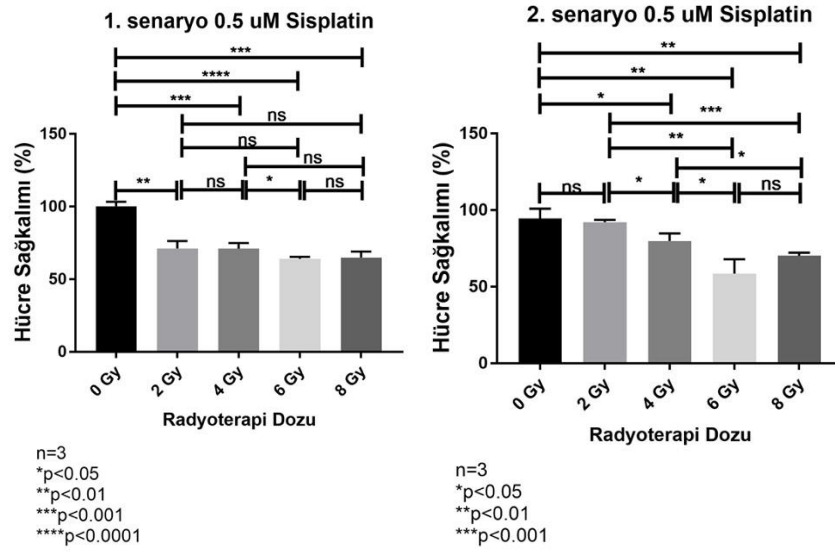 1. senaryo 0.5 uM Sisplatin
***
****
***
ns
ns
ns
**
ns
*
ns
150
100
50
0
Hücre Sağkalımı (%)
0 Gy
2 Gy
4 Gy
6 Gy
8 Gy
Radyoterapi Dozu
n=3
*p<0.05
**p<0.01
***p<0.001
****p<0.0001
2. senaryo 0.5 uM Sisplatin
**
**
*
***
**
*
ns
*
*
ns
150
100
50
0
Hücre Sağkalımı (%)
0 Gy
2 Gy
4 Gy
6 Gy
8 Gy
Radyoterapi Dozu
n=3
*p<0.05
**p<0.01
***p<0.001